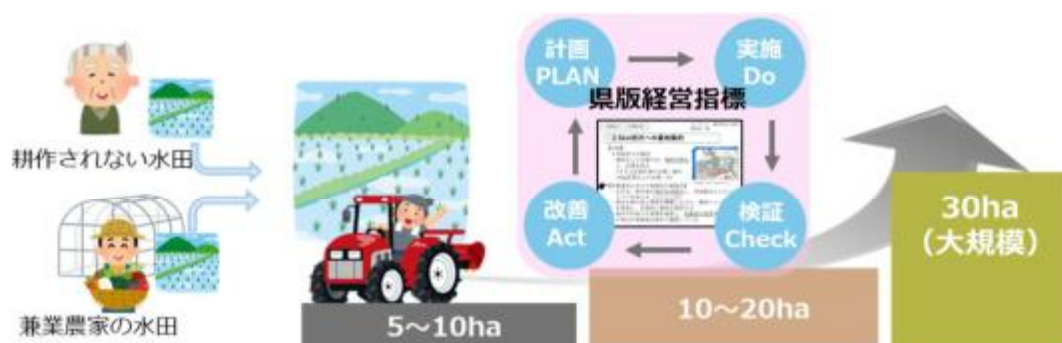 耕作されない水田
兼業農家の水田
5～10ha
計画
PLAN
実施
Do
県版経営指標
改善
Act
検証
Check
10～20ha
30ha
（大規模）